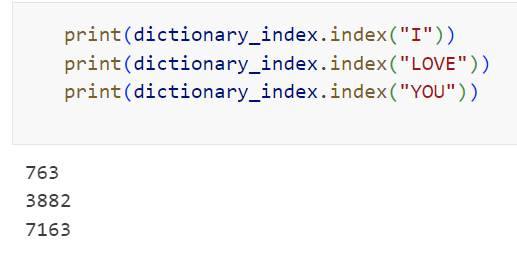 print(dictionary_index.index("I"))
print(dictionary_index.index("LOVE"))
print(dictionary_index.index("YOU"))
763
3882
7163